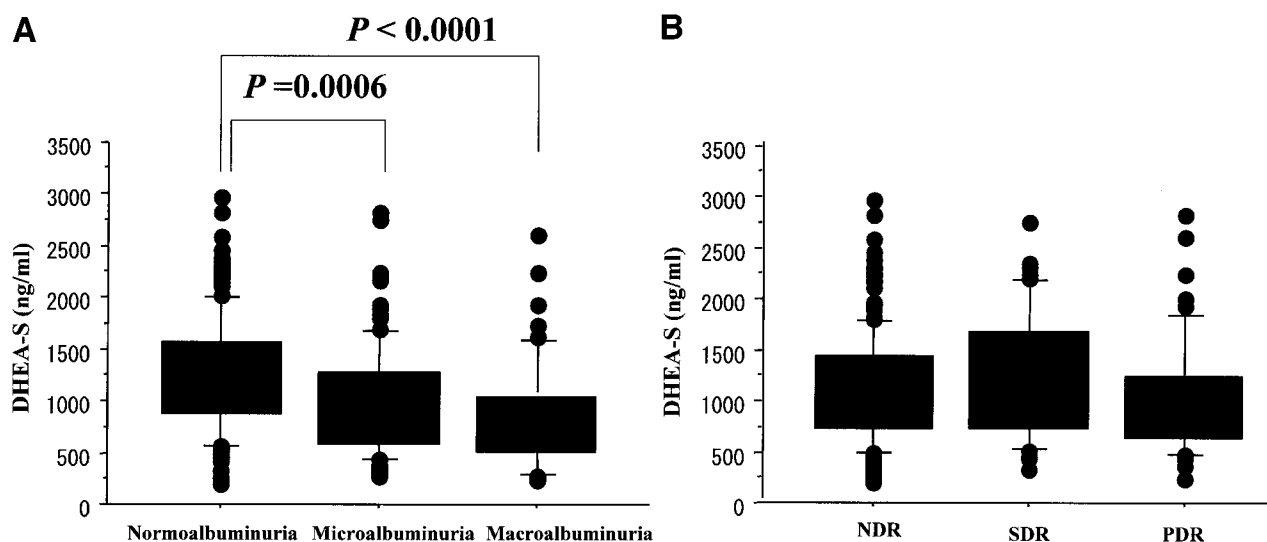 A
P < 0.0001
P =0.0006
3500
3000
2500
2000
1500
1000
500
0
DHEA-S (ng/ml)
Normoalbuminuria Microalbuminuria Macroalbuminuria
B
3500
3000
2500
2000
1500
1000
500
0
DHEA-S (ng/ml)
NDR SDR PDR